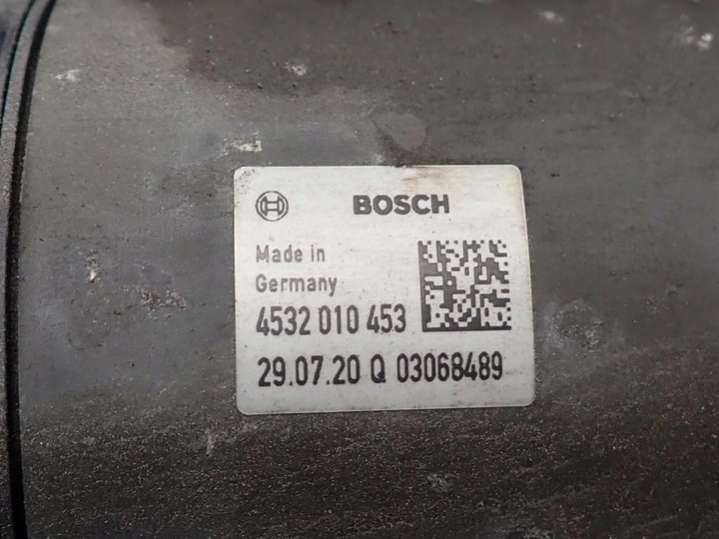 BOSCH
Made in
Germany
4532 010 453
29.07.20 Q 03068489